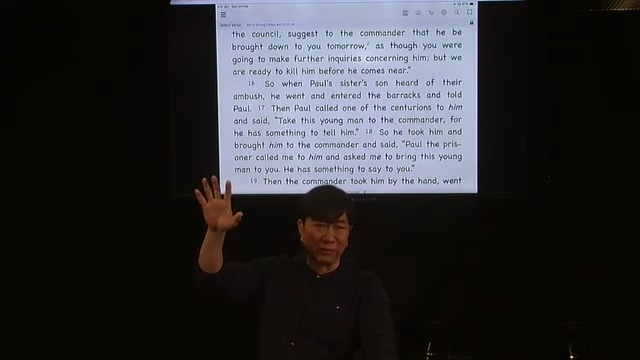 the council, suggest to the commander that he be
brought down to you tomorrow,² as though you were
going to make further inquiries concerning him; but we
are ready to kill him before he comes near.”
16 So when Paul’s sister’s son heard of their
ambush, he went and entered the barracks and told
Paul. 17 Then Paul called one of the centurions to him
and said, “Take this young man to the commander, for
he has something to tell him.” 18 So he took him and
brought him to the commander and said, “Paul the pris-
oner called me to him and asked me to bring this young
man to you. He has something to say to you.”
19 Then the commander took him by the hand, went